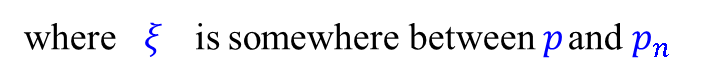 where ξ is somewhere between p and pₙ